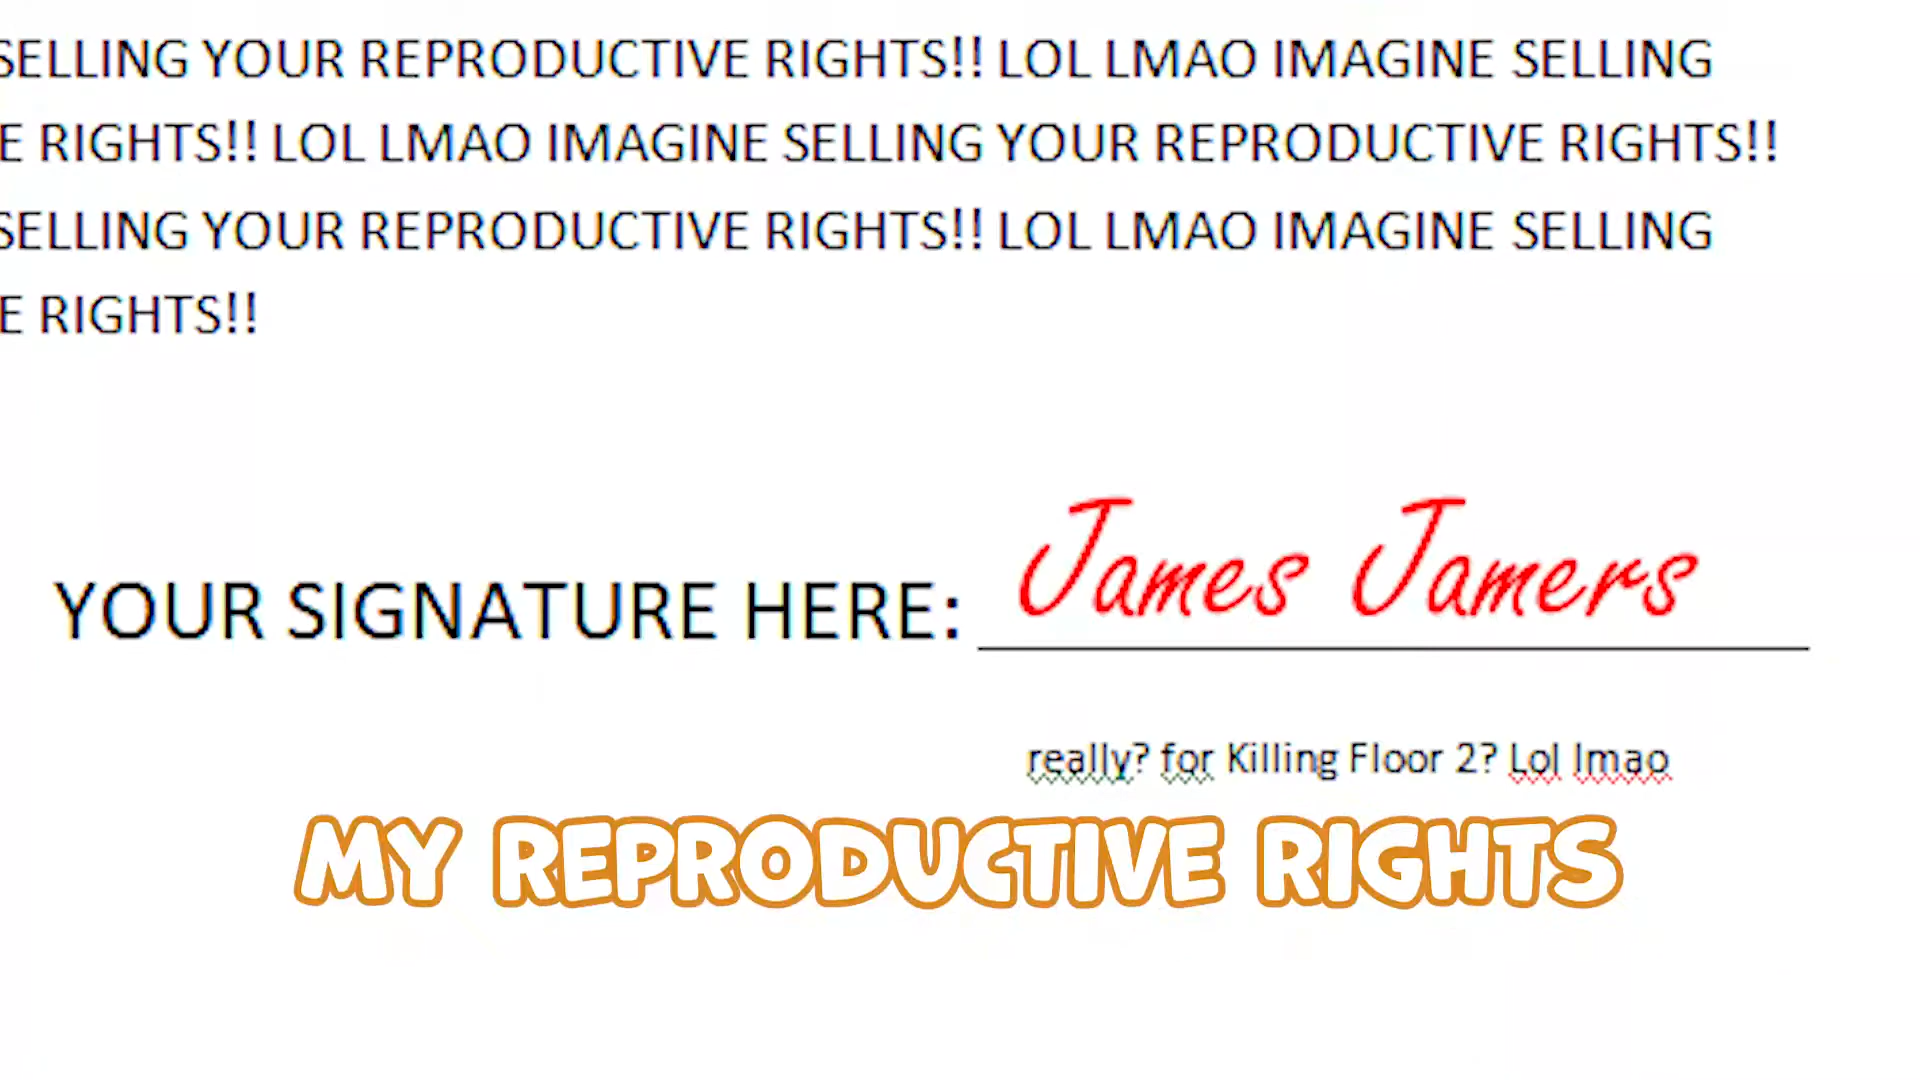 SELLING YOUR REPRODUCTIVE RIGHTS!! LOL LMAO IMAGINE SELLING
E RIGHTS!! LOL LMAO IMAGINE SELLING YOUR REPRODUCTIVE RIGHTS!!
SELLING YOUR REPRODUCTIVE RIGHTS!! LOL LMAO IMAGINE SELLING
E RIGHTS!!
YOUR SIGNATURE HERE: James Jamers
really? for Killing Floor 2? Lol lmao
MY REPRODUCTIVE RIGHTS